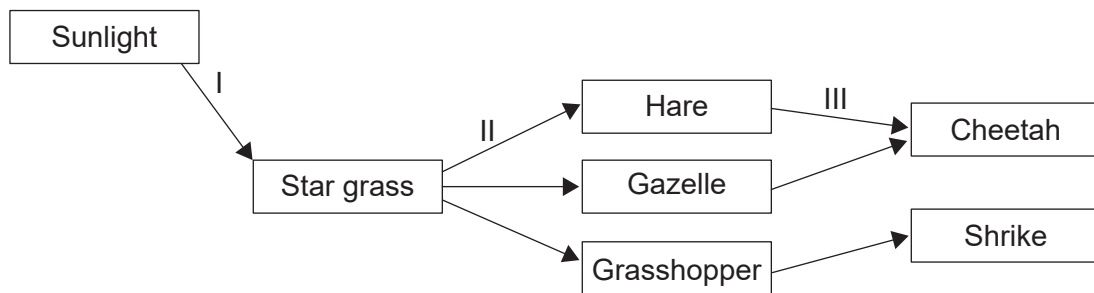 Sunlight
I
Star grass
II
Hare
Gazelle
Grasshopper
III
Cheetah
Shrike